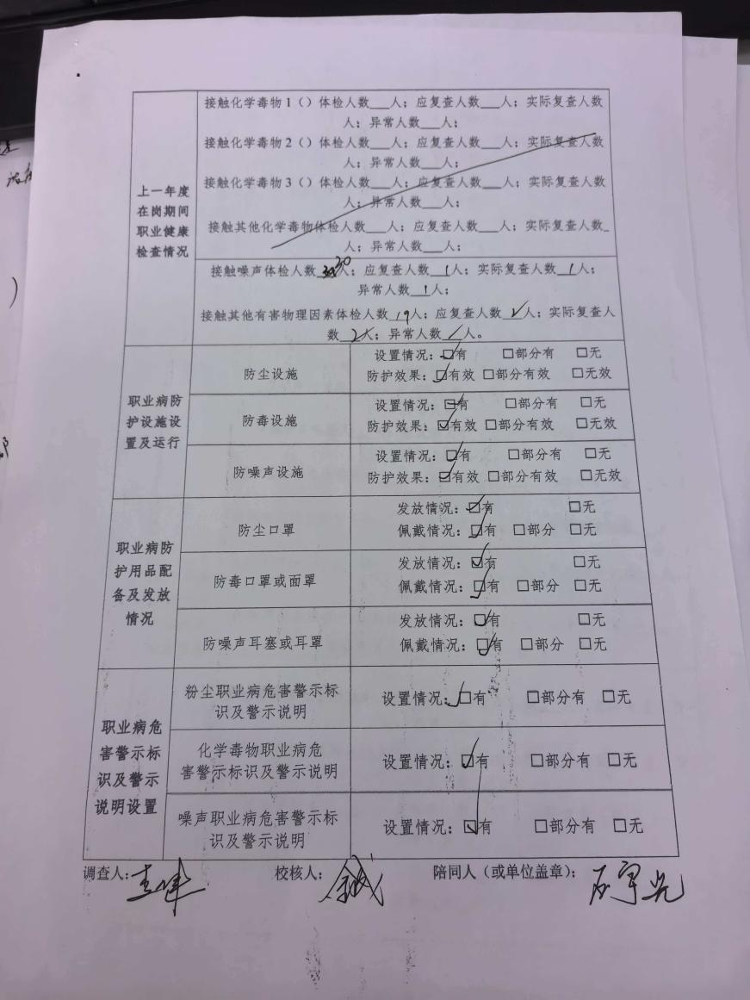 接触化学毒物1（）体检人数___人；应复查人数___人；实际复查人数
人；异常人数___人；
接触化学毒物2（）体检人数___人；应复查人数___人；实际复查人数
人；异常人数___人；
接触化学毒物3（）体检人数___人；应复查人数___人；实际复查人数
人；异常人数___人；
接触其他化学毒物体检人数___人；应复查人数___人；实际复查人数_
人；异常人数___人；
上一年度
在岗期间
职业健康
检查情况
接触噪声体检人数 30人；应复查人数 1人；实际复查人数 1人；
异常人数 1人；
接触其他有害物理因素体检人数 19人；应复查人数 人；实际复查人
数 2人；异常人数 人。
职业病防
护设施设
置及运行
防尘设施
设置情况：☑有 □部分有 □无
防护效果：☑有效 □部分有效 □无效
防毒设施
设置情况：☑有 □部分有 □无
防护效果：☑有效 □部分有效 □无效
防噪声设施
设置情况：☑有 □部分有 □无
防护效果：☑有效 □部分有效 □无效
职业病防
护用品配
备及发放
情况
防尘口罩
发放情况：☑有 □无
佩戴情况：☑有 □部分 □无
防毒口罩或面罩
发放情况：☑有 □无
佩戴情况：☑有 □部分 □无
防噪声耳塞或耳罩
发放情况：☑有 □无
佩戴情况：☑有 □部分 □无
职业病危
害警示标
识及警示
说明设置
粉尘职业病危害警示标
识及警示说明
设置情况：☑有 □部分有 □无
化学毒物职业病危
害警示标识及警示说明
设置情况：☑有 □部分有 □无
噪声职业病危害警示标
识及警示说明
设置情况：☑有 □部分有 □无
调查人： 校核人： 陪同人（或单位盖章）：